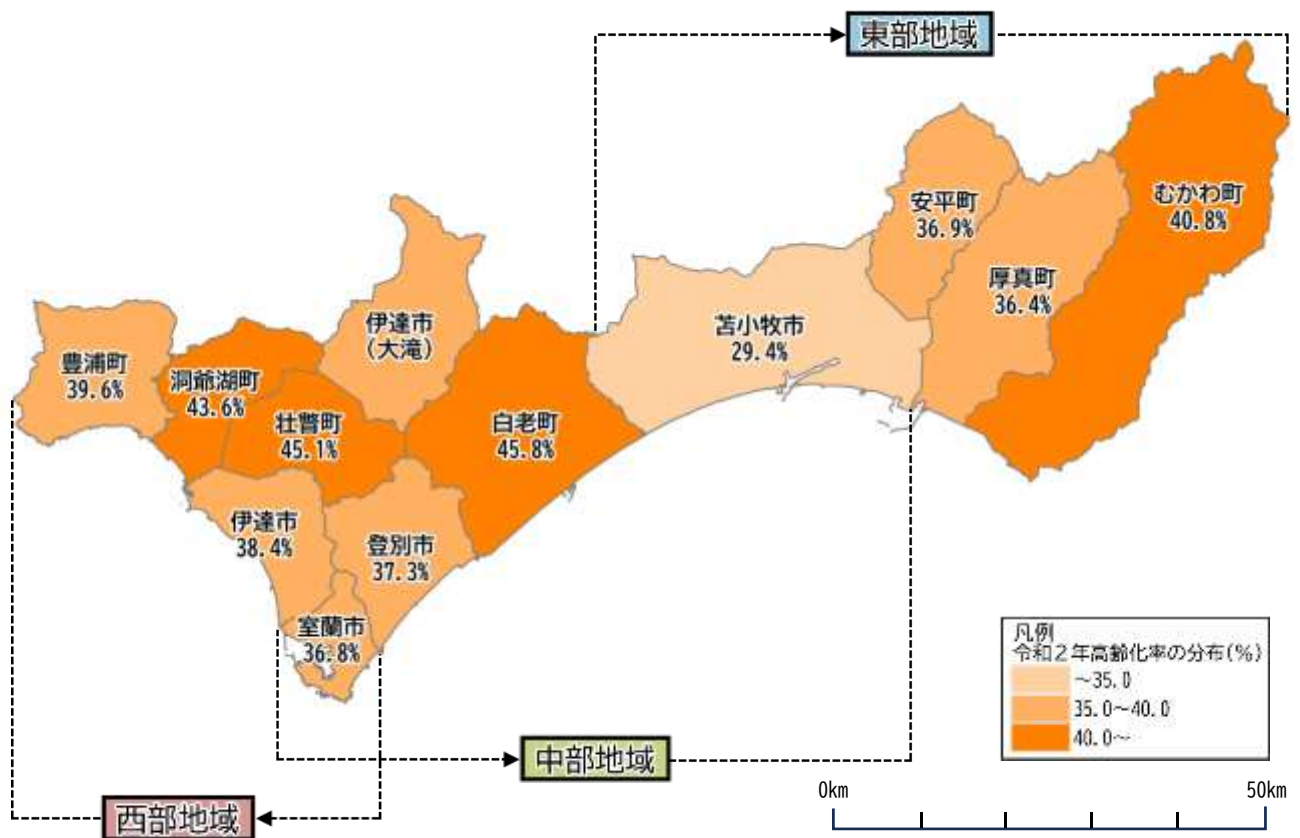 東部地域
むかわ町
40.8%
安平町
36.9%
厚真町
36.4%
苫小牧市
29.4%
伊達市
(大滝)
豊浦町
39.6%
洞爺湖町
43.6%
壮瞥町
45.1%
白老町
45.8%
伊達市
38.4%
登別市
37.3%
室蘭市
36.8%
凡例
令和2年高齢化率の分布(%)
~35.0
35.0~40.0
40.0~
中部地域
西部地域
0km
50km